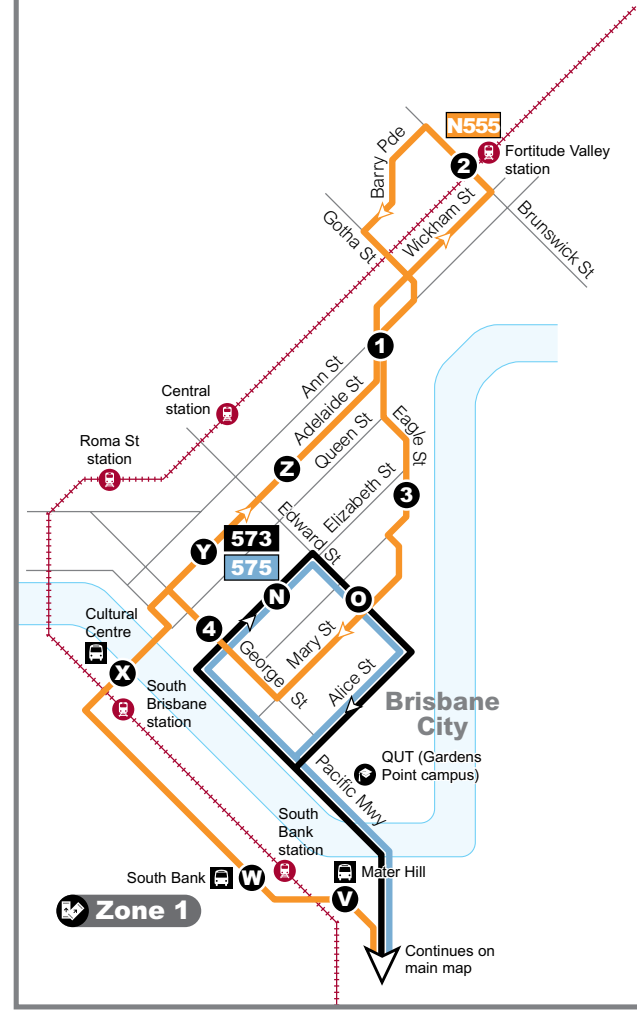 N555
2
Fortitude Valley
station
Barry Pde
Gotha St
Wickham St
Brunswick St
1
Ann St
Adelaide St
Queen St
Eagle St
Central
station
Roma St
station
Z
Elizabeth St
3
Edward St
Y
573
575
N
O
4
Cultural
Centre
George St
Mary St
Alice St
X
South
Brisbane
station
Brisbane
City
QUT (Gardens
Point campus)
Pacific Mwy
South
Bank
station
South Bank
W
Mater Hill
V
Zone 1
Continues on
main map